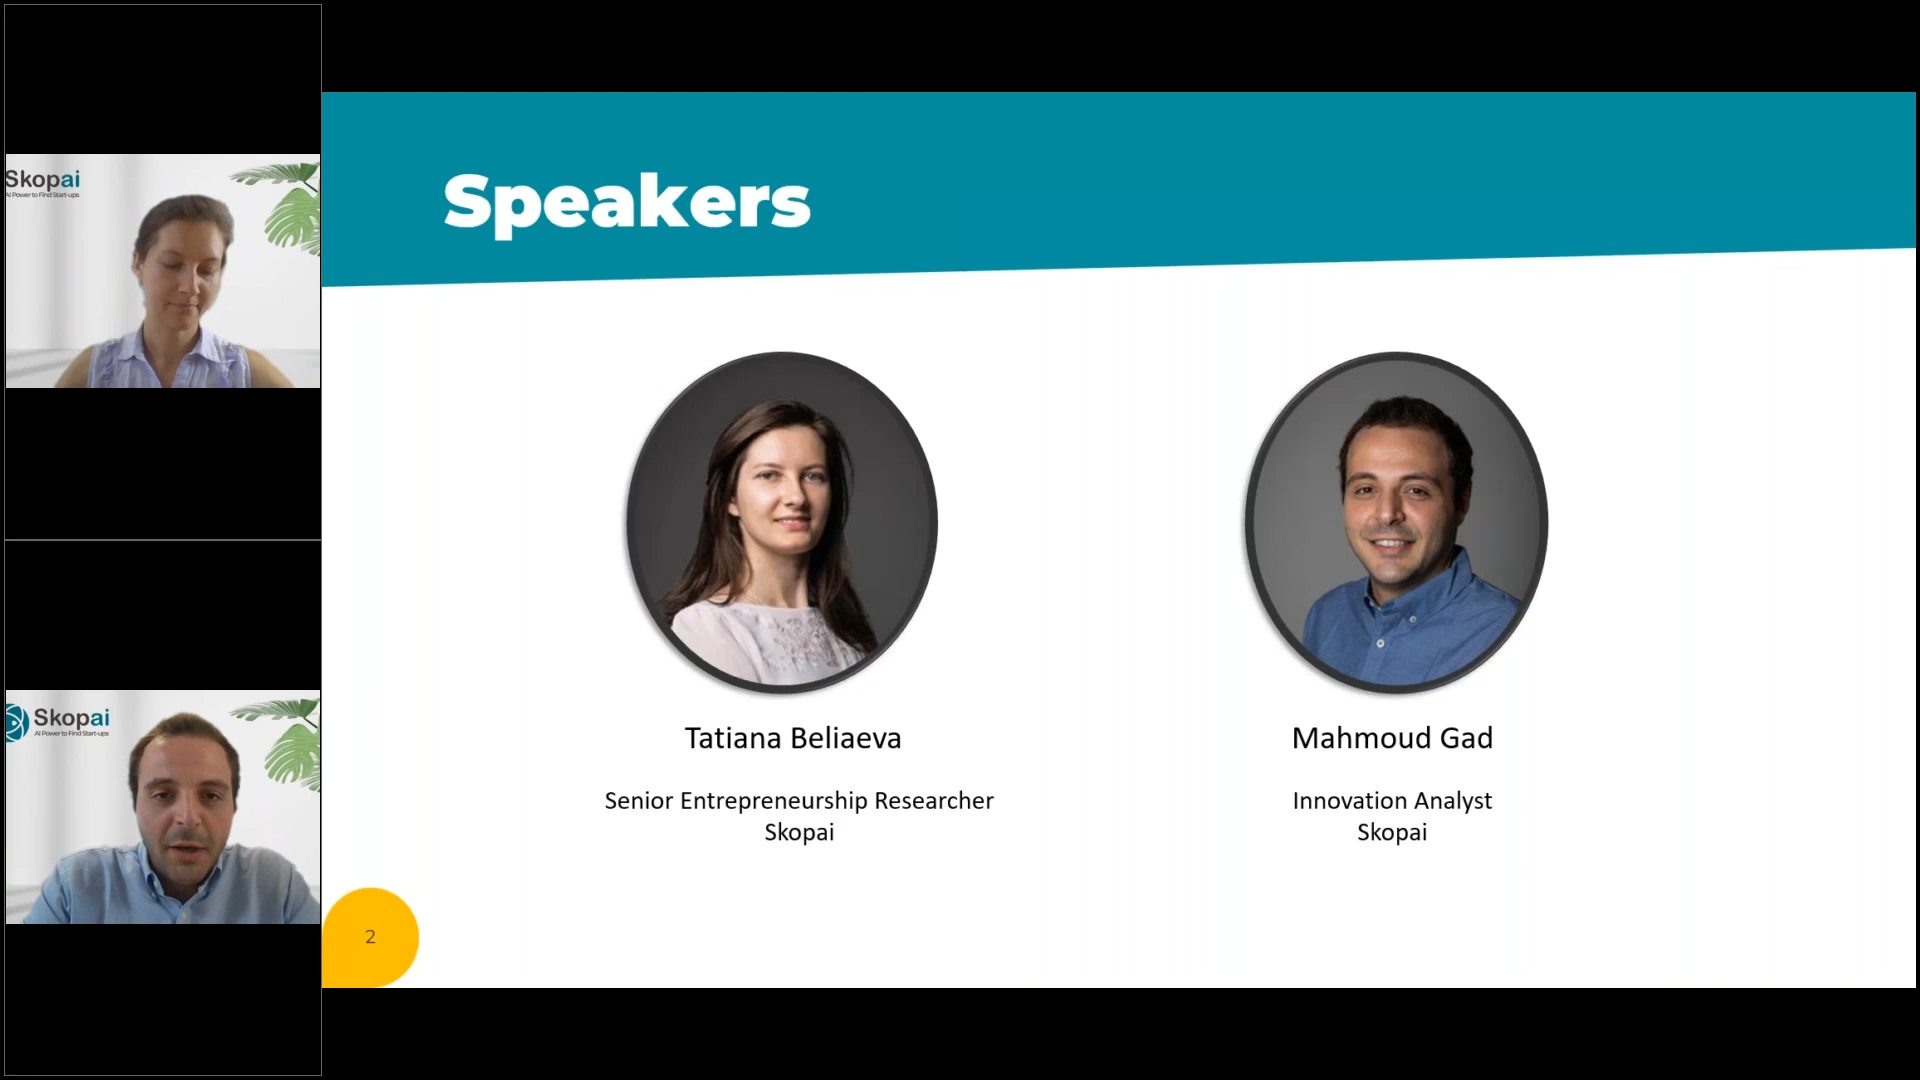 Skopai
AI Power to Find Start-ups
Skopai
AI Power to Find Start-ups
Speakers
Tatiana Beliaeva
Senior Entrepreneurship Researcher
Skopai
Mahmoud Gad
Innovation Analyst
Skopai
2